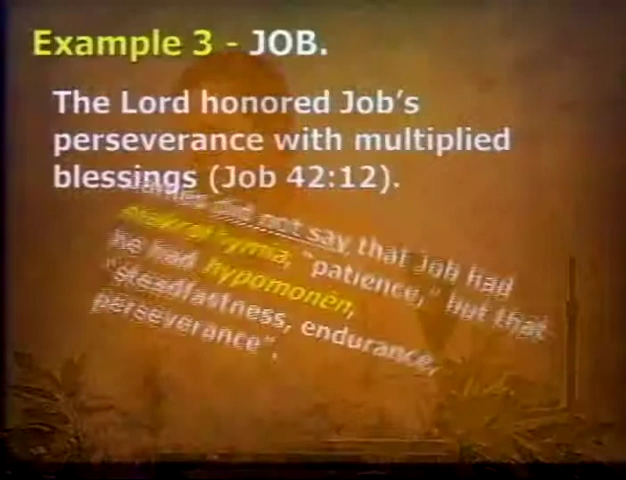 Example 3 - JOB.
The Lord honored Job's
perseverance with multiplied
blessings (Job 42:12).
did not say that Job had
"patience," but that
he had hypomonēn,
"steadfastness, endurance,
perseverance".